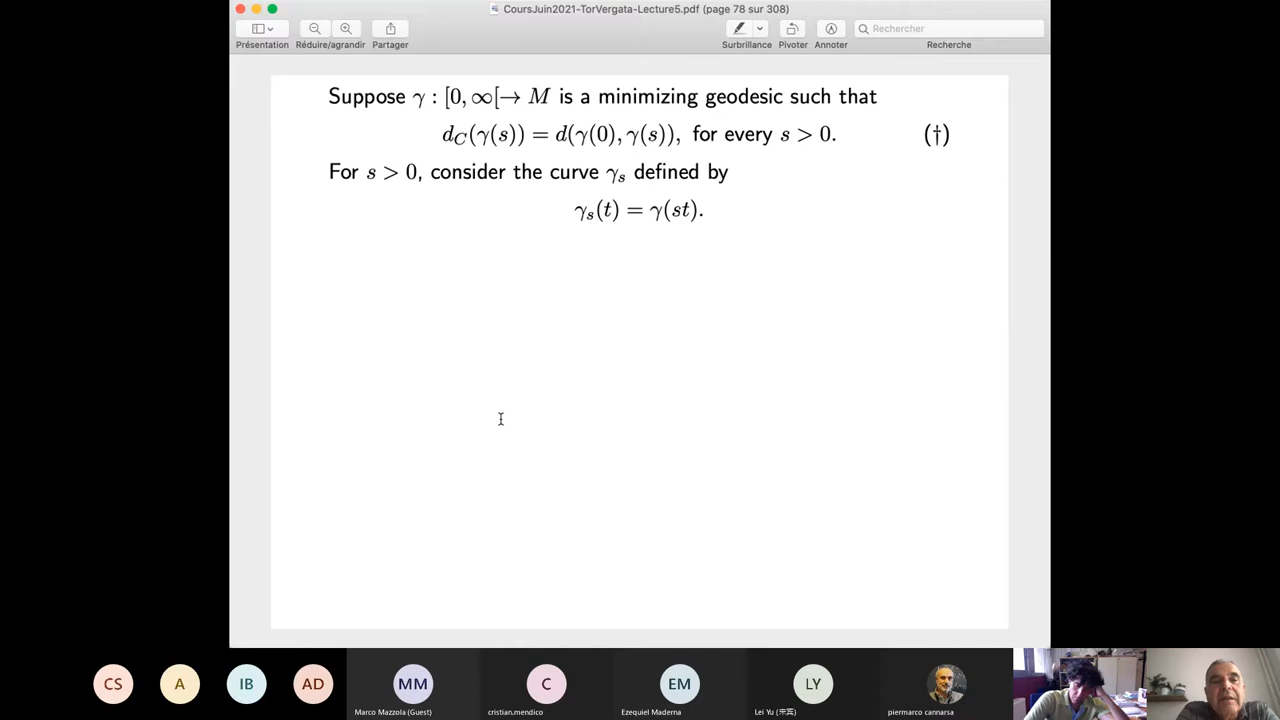 CoursJuin2021-TorVergata-Lecture5.pdf (page 78 sur 308)
Présentation
Réduire/agrandir
Partager
Surbrillance
Pivoter
Annoter
Rechercher
Recherche
Suppose γ : [0, ∞[→ M is a minimizing geodesic such that
d_C(γ(s)) = d(γ(0), γ(s)), for every s > 0. (†)
For s > 0, consider the curve γ_s defined by
γ_s(t) = γ(st).
CS
A
IB
AD
MM
C
EM
LY
Marco Mazzola (Guest)
cristian.mendico
Ezequiel Maderna
piermarco cannarsa
Lei Yu